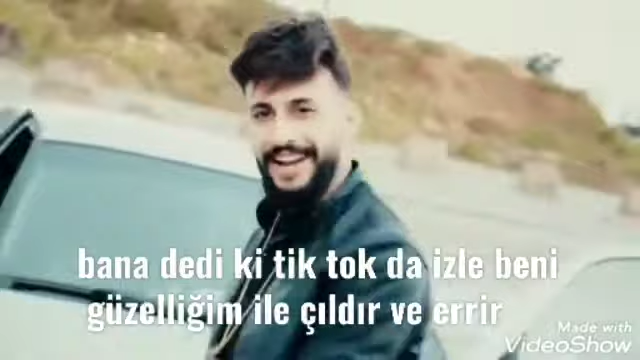 bana dedi ki tik tok da izle beni
güzelliğim ile çıldır ve errir
Made with
VideoShow